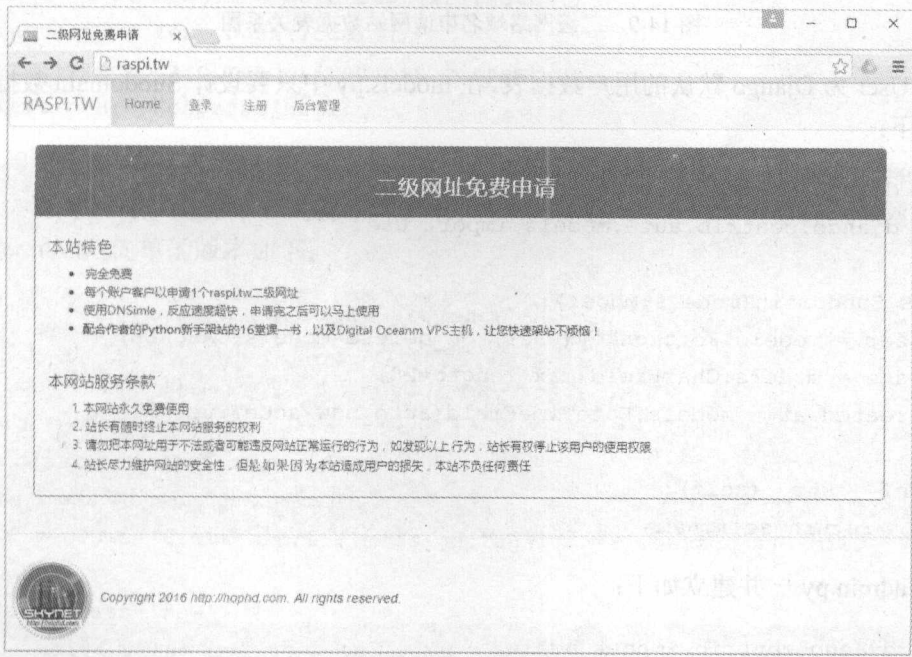 二级网址免费申请
raspi.tw
RASPI.TW Home 登录 注册 后台管理
二级网址免费申请
本站特色
• 完全免费
• 每个账户客户以申请1个raspi.tw二级网址
• 使用DNSimle，反应速度超快，申请完之后可以马上使用
• 配合作者的Python新手架站的16堂课一书，以及Digital Oceanm VPS主机，让您快速架站不烦恼！
本网站服务条款
1. 本网站永久免费使用
2. 站长有随时终止本网站服务的权利
3. 请勿把本网址用于不法或者可能违反网站正常运行的行为，如发现以上行为，站长有权停止该用户的使用权限
4. 站长尽力维护网站的安全性，但是如果因为本站造成用户的损失，本站不负任何责任
SKYNET
Copyright 2016 http://hophd.com. All rights reserved.